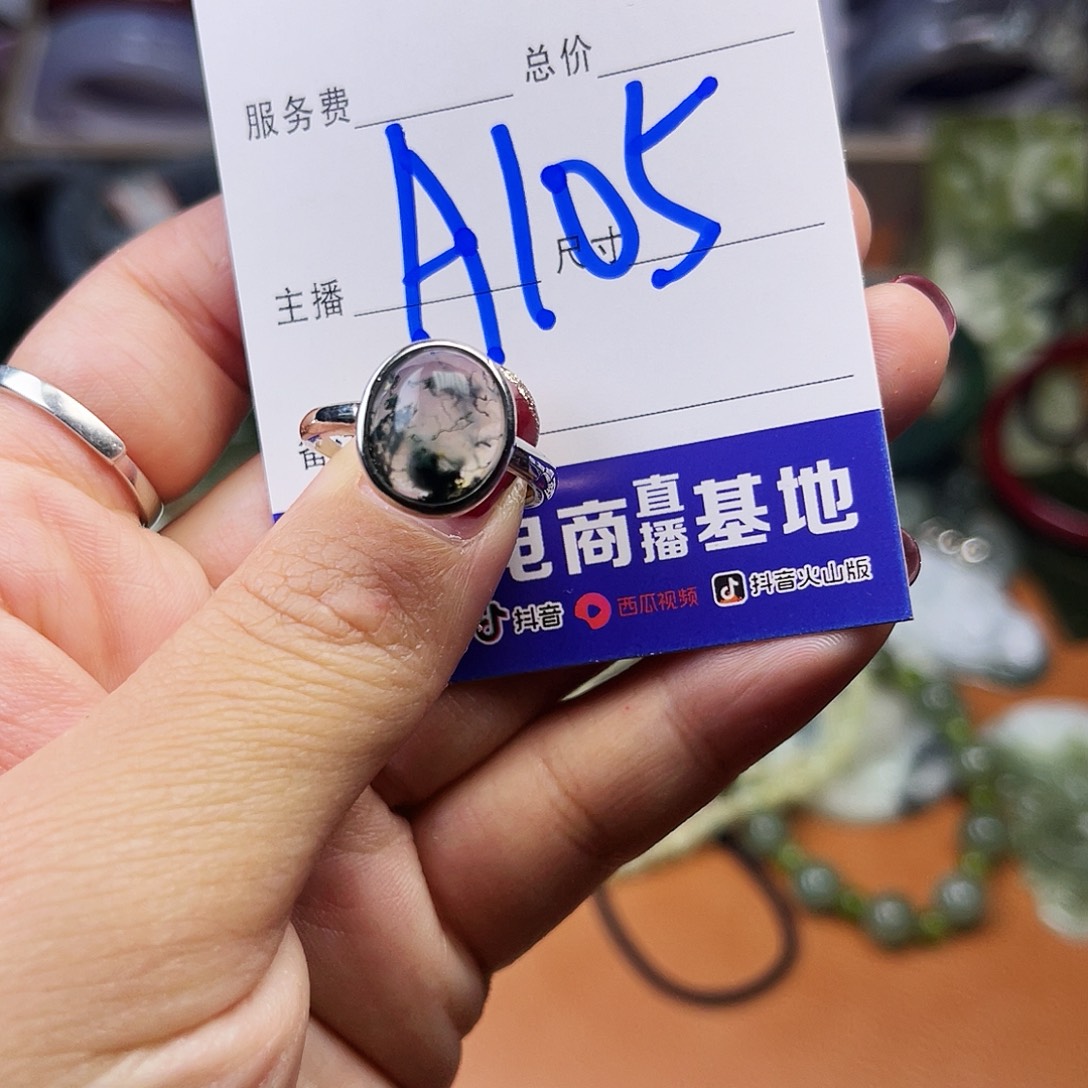 服务费 总价
A105
主播 尺寸
电商直播基地
抖音 西瓜视频 抖音火山版